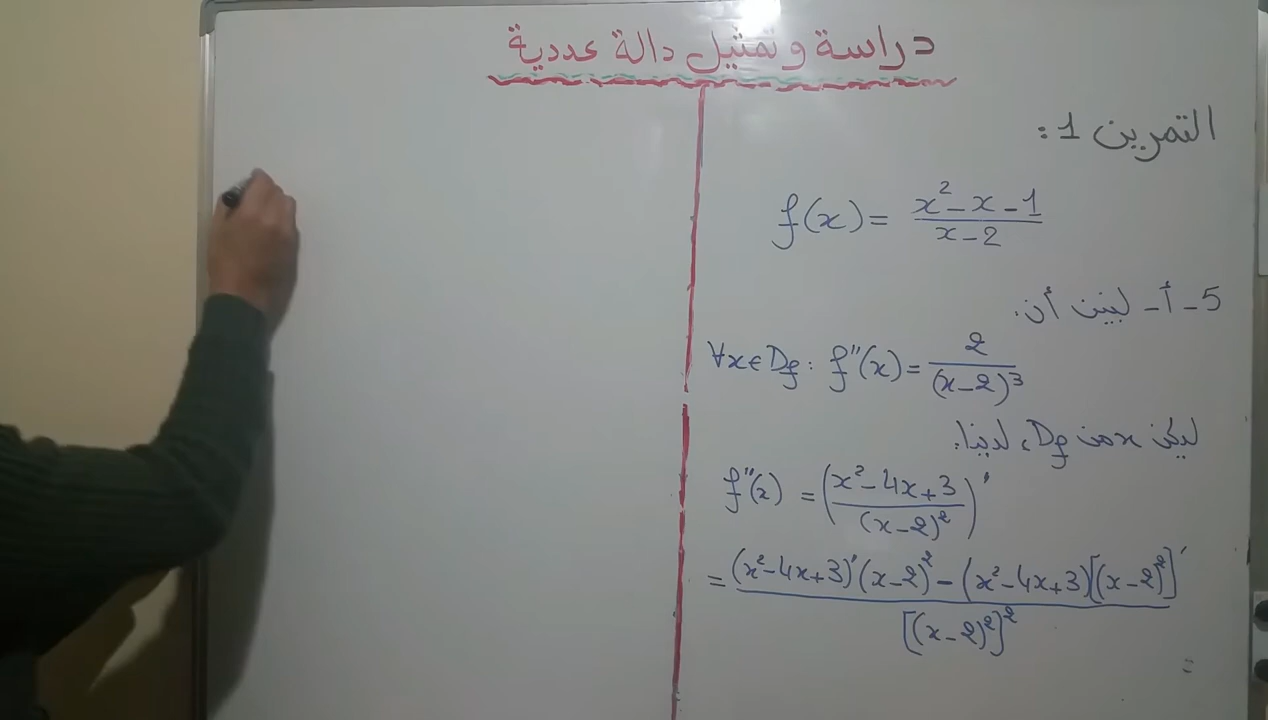 دراسة وتمثيل دالة عددية
التمرين 1 :
f(x) = (x² - x - 1) / (x - 2)
5 - أ - لنبين أن:
∀x ∈ Df : f''(x) = 2 / (x - 2)³
ليكن x من Df، لدينا:
f''(x) = ((x² - 4x + 3) / (x - 2)²)'
= ((x² - 4x + 3)' (x - 2)² - (x² - 4x + 3)[(x - 2)²]') / [(x - 2)²]²
=